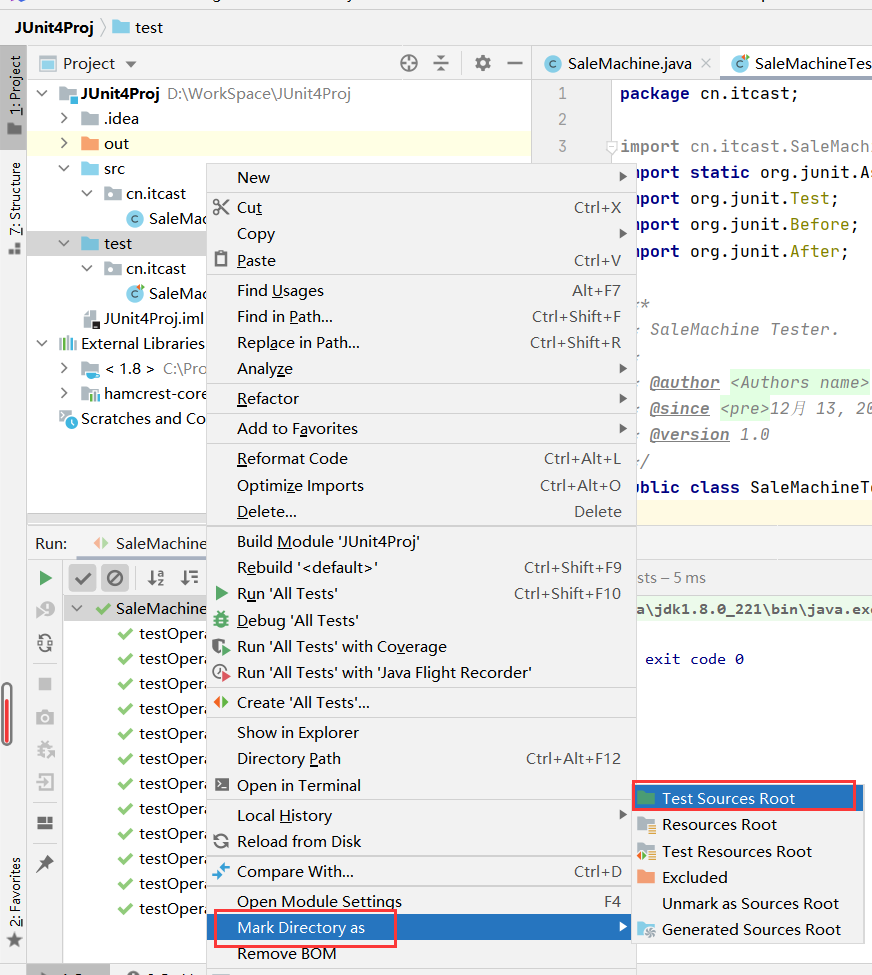 JUnit4Proj
test
1: Project
Project
SaleMachine.java
SaleMachineTes
JUnit4Proj D:\WorkSpace\JUnit4Proj
.idea
out
src
cn.itcast
SaleMac
test
cn.itcast
SaleMac
JUnit4Proj.iml
External Libraries
< 1.8 > C:\Pro
hamcrest-core
Scratches and Co
7: Structure
2: Favorites
1
2
3
package cn.itcast;
import cn.itcast.SaleMachi
mport static org.junit.As
mport org.junit.Test;
mport org.junit.Before;
mport org.junit.After;
**
SaleMachine Tester.
@author <Authors name>
@since <pre>12月 13, 20
@version 1.0
*/
ublic class SaleMachineTe
New
Cut Ctrl+X
Copy
Paste Ctrl+V
Find Usages Alt+F7
Find in Path... Ctrl+Shift+F
Replace in Path... Ctrl+Shift+R
Analyze
Refactor
Add to Favorites
Reformat Code Ctrl+Alt+L
Optimize Imports Ctrl+Alt+O
Delete... Delete
Build Module 'JUnit4Proj'
Rebuild '<default>' Ctrl+Shift+F9
Run 'All Tests' Ctrl+Shift+F10
Debug 'All Tests'
Run 'All Tests' with Coverage
Run 'All Tests' with 'Java Flight Recorder'
Create 'All Tests'...
Show in Explorer
Directory Path Ctrl+Alt+F12
Open in Terminal
Local History
Reload from Disk
Compare With... Ctrl+D
Open Module Settings F4
Mark Directory as
Remove BOM
Test Sources Root
Resources Root
Test Resources Root
Excluded
Unmark as Sources Root
Generated Sources Root
Run:
SaleMachine
sts – 5 ms
SaleMachine
a\jdk1.8.0_221\bin\java.exe
testOpera
testOpera
exit code 0
testOpera
testOpera
testOpera
testOpera
testOpera
testOpera
testOpera
testOpera
testOpera
testOpera